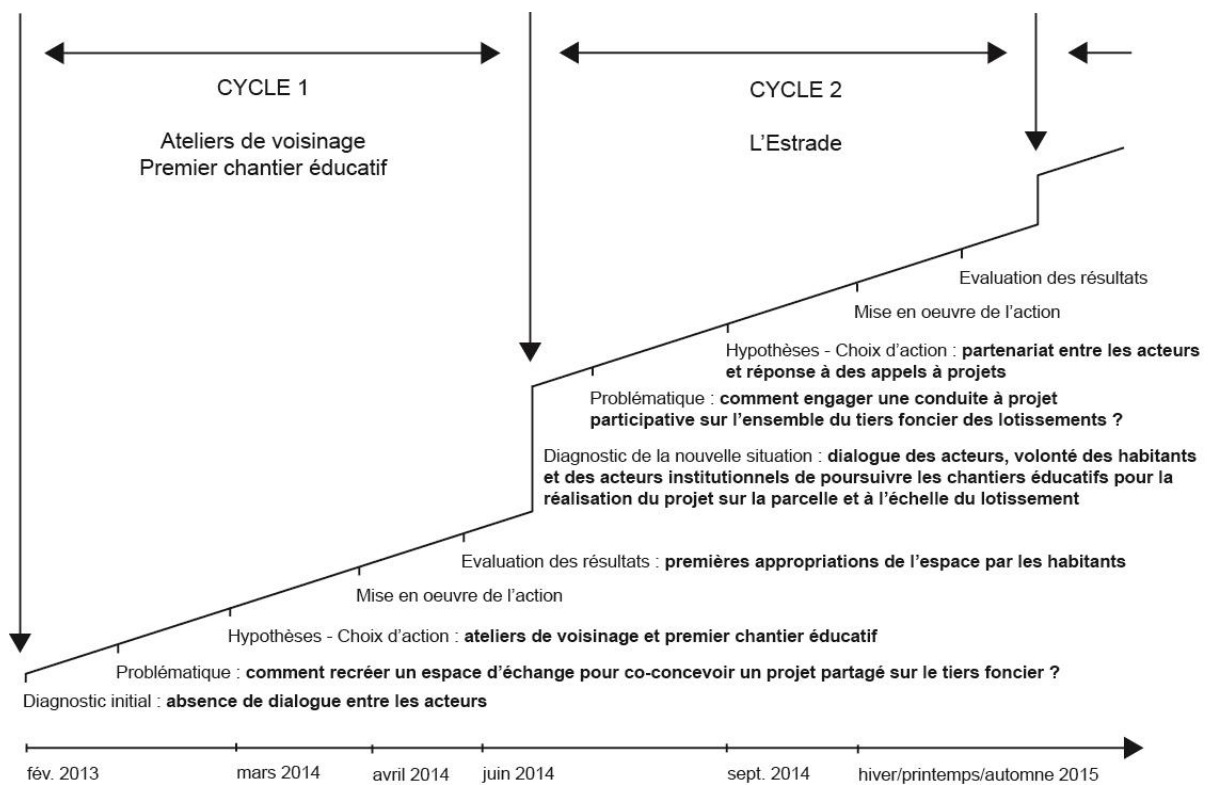 CYCLE 1
Ateliers de voisinage
Premier chantier éducatif
CYCLE 2
L'Estrade
Evaluation des résultats
Mise en oeuvre de l'action
Hypothèses - Choix d'action : partenariat entre les acteurs
et réponse à des appels à projets
Problématique : comment engager une conduite à projet
participative sur l'ensemble du tiers foncier des lotissements ?
Diagnostic de la nouvelle situation : dialogue des acteurs, volonté des habitants
et des acteurs institutionnels de poursuivre les chantiers éducatifs pour la
réalisation du projet sur la parcelle et à l'échelle du lotissement
Evaluation des résultats : premières appropriations de l'espace par les habitants
Mise en oeuvre de l'action
Hypothèses - Choix d'action : ateliers de voisinage et premier chantier éducatif
Problématique : comment recréer un espace d'échange pour co-concevoir un projet partagé sur le tiers foncier ?
Diagnostic initial : absence de dialogue entre les acteurs
fév. 2013
mars 2014
avril 2014
juin 2014
sept. 2014
hiver/printemps/automne 2015